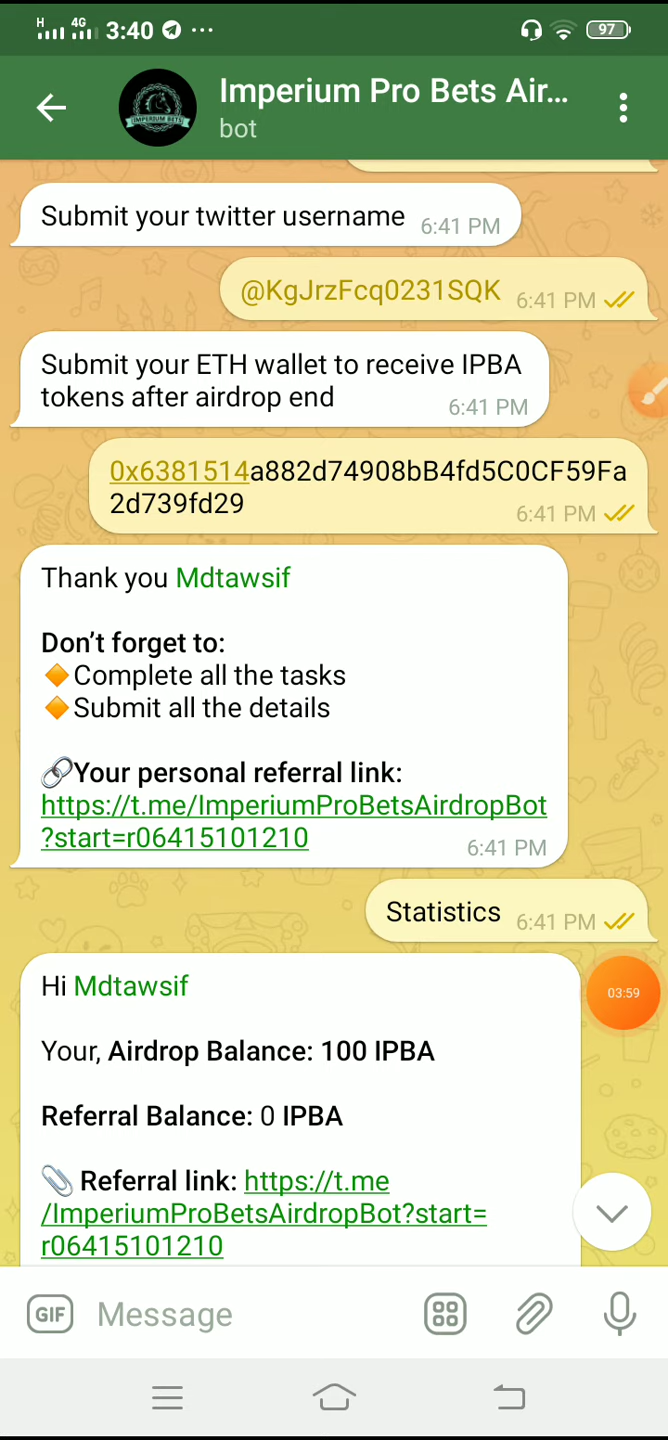 H 4G 3:40 97
Imperium Pro Bets Air...
bot
IMPERIUM BETS
Submit your twitter username 6:41 PM
@KgJrzFcq0231SQK 6:41 PM
Submit your ETH wallet to receive IPBA
tokens after airdrop end 6:41 PM
0x6381514a882d74908bB4fd5C0CF59Fa
2d739fd29 6:41 PM
Thank you Mdtawsif
Don't forget to:
🔸Complete all the tasks
🔸Submit all the details
🔗Your personal referral link:
https://t.me/ImperiumProBetsAirdropBot
?start=r06415101210 6:41 PM
Statistics 6:41 PM
Hi Mdtawsif
03:59
Your, Airdrop Balance: 100 IPBA
Referral Balance: 0 IPBA
📎 Referral link: https://t.me
/ImperiumProBetsAirdropBot?start=
r06415101210
GIF Message